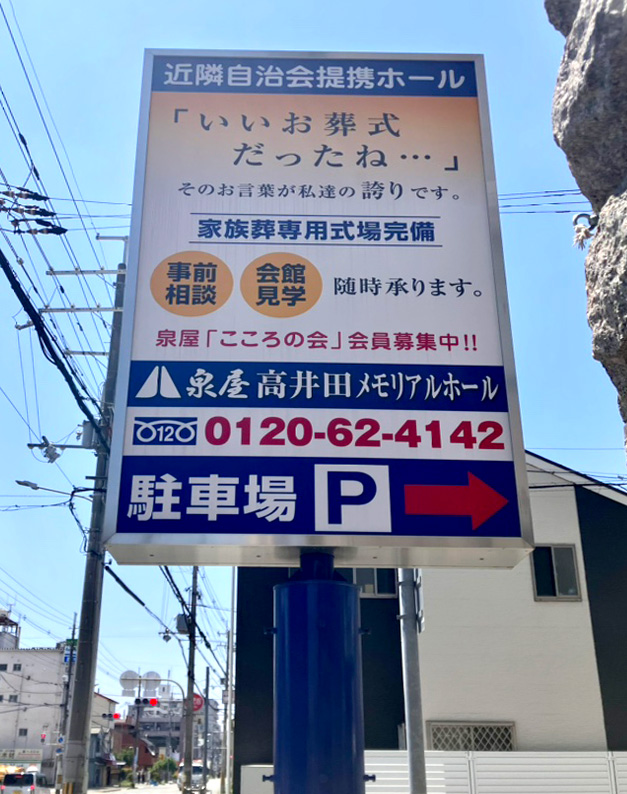 近隣自治会提携ホール
「いいお葬式
だったね…」
そのお言葉が私達の誇りです。
家族葬専用式場完備
事前
相談
会館
見学
随時承ります。
泉屋「こころの会」会員募集中!!
泉屋高井田メモリアルホール
0120-62-4142
駐車場 P